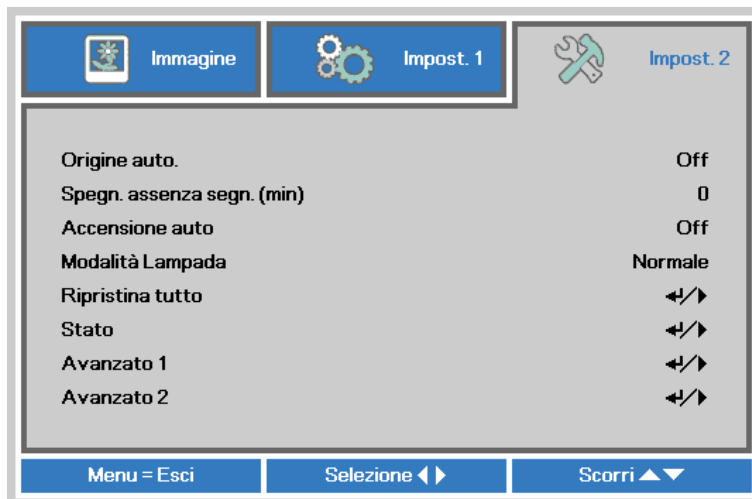 Immagine
Impost. 1
Impost. 2
Origine auto. Off
Spegn. assenza segn. (min) 0
Accensione auto Off
Modalità Lampada Normale
Ripristina tutto
Stato
Avanzato 1
Avanzato 2
Menu = Esci
Selezione
Scorri